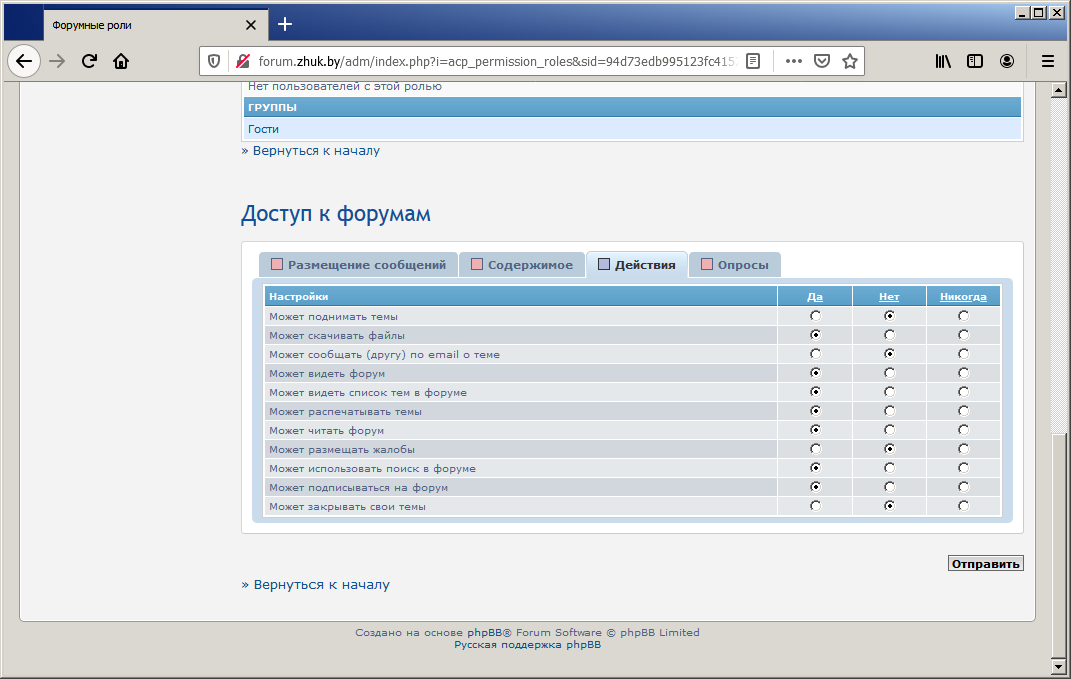 Форумные роли
forum.zhuk.by/adm/index.php?i=acp_permission_roles&sid=94d73edb995123fc415
Нет пользователей с этой ролью
ГРУППЫ
Гости
» Вернуться к началу
Доступ к форумам
Размещение сообщений Содержимое Действия Опросы
Настройки Да Нет Никогда
Может поднимать темы
Может скачивать файлы
Может сообщать (другу) по email о теме
Может видеть форум
Может видеть список тем в форуме
Может распечатывать темы
Может читать форум
Может размещать жалобы
Может использовать поиск в форуме
Может подписываться на форум
Может закрывать свои темы
Отправить
» Вернуться к началу
Создано на основе phpBB® Forum Software © phpBB Limited
Русская поддержка phpBB